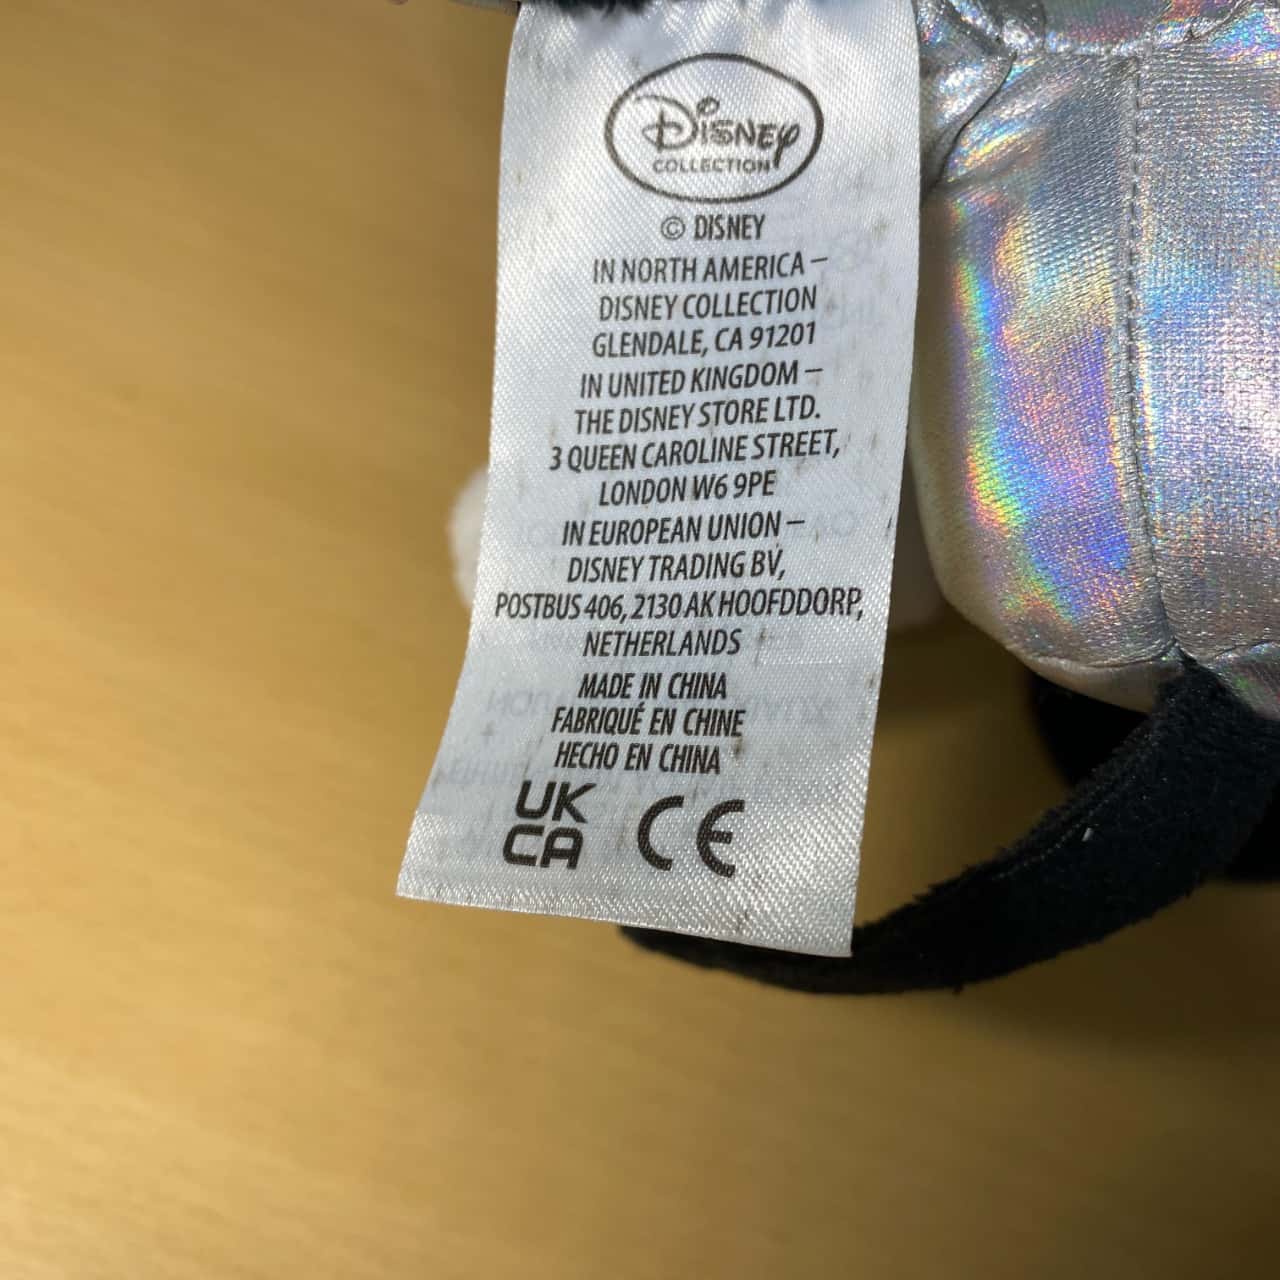 Disney
COLLECTION
© DISNEY
IN NORTH AMERICA –
DISNEY COLLECTION
GLENDALE, CA 91201
IN UNITED KINGDOM –
THE DISNEY STORE LTD.
3 QUEEN CAROLINE STREET,
LONDON W6 9PE
IN EUROPEAN UNION –
DISNEY TRADING BV,
POSTBUS 406, 2130 AK HOOFDDORP,
NETHERLANDS
MADE IN CHINA
FABRIQUÉ EN CHINE
HECHO EN CHINA
UK
CA CE